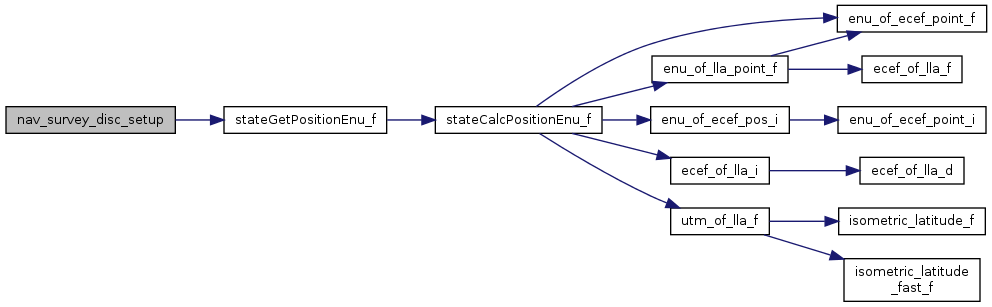 nav_survey_disc_setup
stateGetPositionEnu_f
stateCalcPositionEnu_f
enu_of_ecef_point_f
enu_of_lla_point_f
ecef_of_lla_f
enu_of_ecef_pos_i
enu_of_ecef_point_i
ecef_of_lla_i
ecef_of_lla_d
utm_of_lla_f
isometric_latitude_f
isometric_latitude
_fast_f